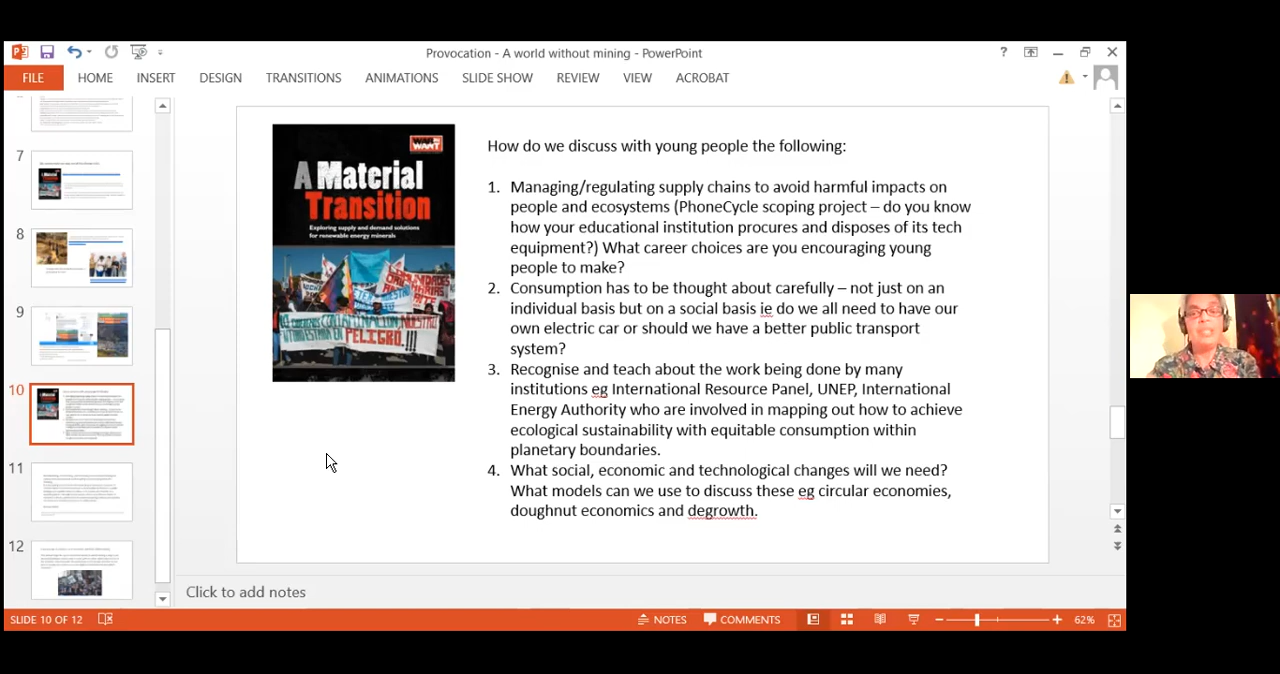 Provocation - A world without mining - PowerPoint
?
FILE
HOME
INSERT
DESIGN
TRANSITIONS
ANIMATIONS
SLIDE SHOW
REVIEW
VIEW
ACROBAT
7
8
9
10
11
12
WAR on WANT
A Material
Transition
Exploring supply and demand solutions
for renewable energy minerals
PELIGRO!!!
How do we discuss with young people the following:
1. Managing/regulating supply chains to avoid harmful impacts on
people and ecosystems (PhoneCycle scoping project – do you know
how your educational institution procures and disposes of its tech
equipment?) What career choices are you encouraging young
people to make?
2. Consumption has to be thought about carefully – not just on an
individual basis but on a social basis ie do we all need to have our
own electric car or should we have a better public transport
system?
3. Recognise and teach about the work being done by many
institutions eg International Resource Panel, UNEP, International
Energy Authority who are involved in mapping out how to achieve
ecological sustainability with equitable consumption within
planetary boundaries.
4. What social, economic and technological changes will we need?
What models can we use to discuss these eg circular economies,
doughnut economics and degrowth.
Click to add notes
SLIDE 10 OF 12
NOTES
COMMENTS
62%